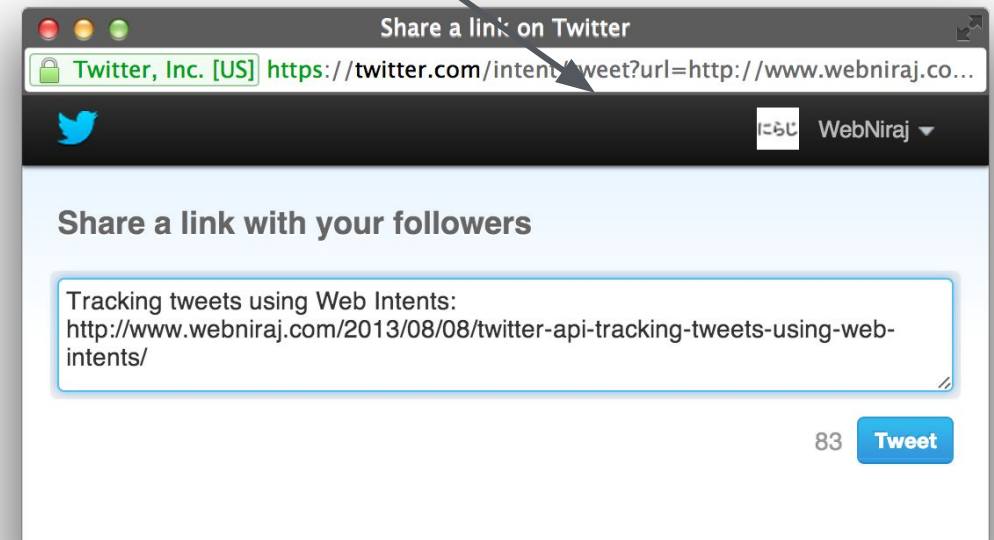 Share a link on Twitter
Twitter, Inc. [US] https://twitter.com/intent/tweet?url=http://www.webniraj.co...
にらじ WebNiraj
Share a link with your followers
Tracking tweets using Web Intents:
http://www.webniraj.com/2013/08/08/twitter-api-tracking-tweets-using-web-
intents/
83 Tweet